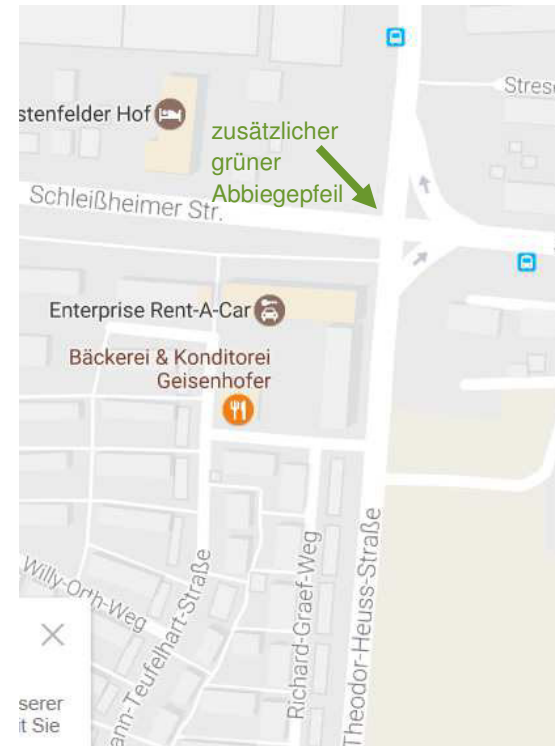 stenfelder Hof
Strese
zusätzlicher
grüner
Abbiegepfeil
Schleißheimer Str.
Enterprise Rent-A-Car
Bäckerei & Konditorei
Geisenhofer
Willy-Orth-Weg
ann-Teufelhart-Straße
Richard-Graef-Weg
Theodor-Heuss-Straße
serer
it Sie